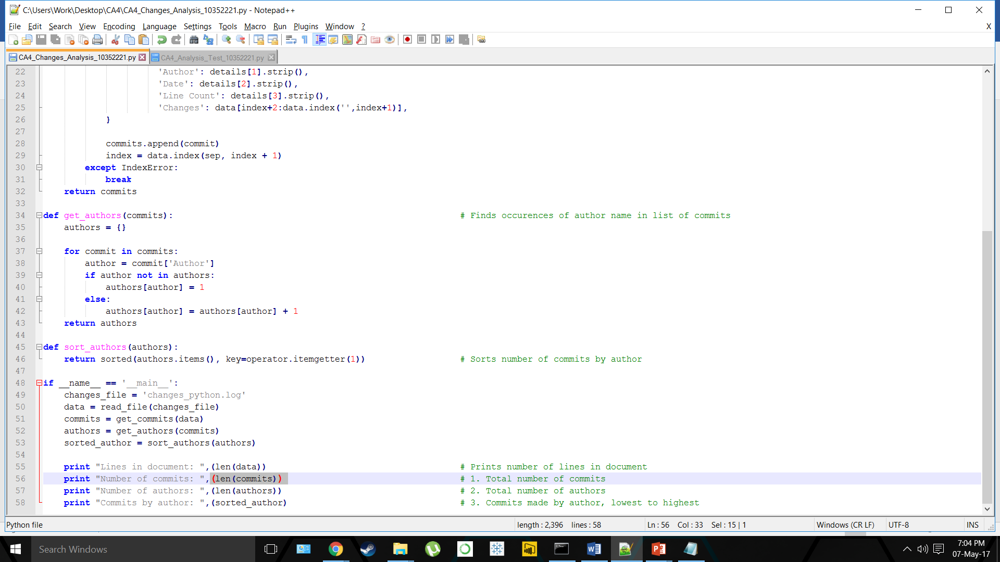 C:\Users\Work\Desktop\CA4\CA4_Changes_Analysis_10352221.py - Notepad++
File Edit Search View Encoding Language Settings Tools Macro Run Plugins Window ? X
CA4_Changes_Analysis_10352221.py CA4_Analysis_Test_10352221.py
22 'Author': details[1].strip(),
23 'Date': details[2].strip(),
24 'Line Count': details[3].strip(),
25 'Changes': data[index+2:data.index('',index+1)],
26 }
27
28 commits.append(commit)
29 index = data.index(sep, index + 1)
30 except IndexError:
31 break
32 return commits
33
34 def get_authors(commits): # Finds occurences of author name in list of commits
35 authors = {}
36
37 for commit in commits:
38 author = commit['Author']
39 if author not in authors:
40 authors[author] = 1
41 else:
42 authors[author] = authors[author] + 1
43 return authors
44
45 def sort_authors(authors):
46 return sorted(authors.items(), key=operator.itemgetter(1)) # Sorts number of commits by author
47
48 if __name__ == '__main__':
49 changes_file = 'changes_python.log'
50 data = read_file(changes_file)
51 commits = get_commits(data)
52 authors = get_authors(commits)
53 sorted_author = sort_authors(authors)
54
55 print "Lines in document: ",(len(data)) # Prints number of lines in document
56 print "Number of commits: ",(len(commits)) # 1. Total number of commits
57 print "Number of authors: ",(len(authors)) # 2. Total number of authors
58 print "Commits by author: ",(sorted_author) # 3. Commits made by author, lowest to highest
Python file length : 2,396 lines : 58 Ln : 56 Col : 33 Sel : 15 | 1 Windows (CR LF) UTF-8 INS
Search Windows
7:04 PM
07-May-17